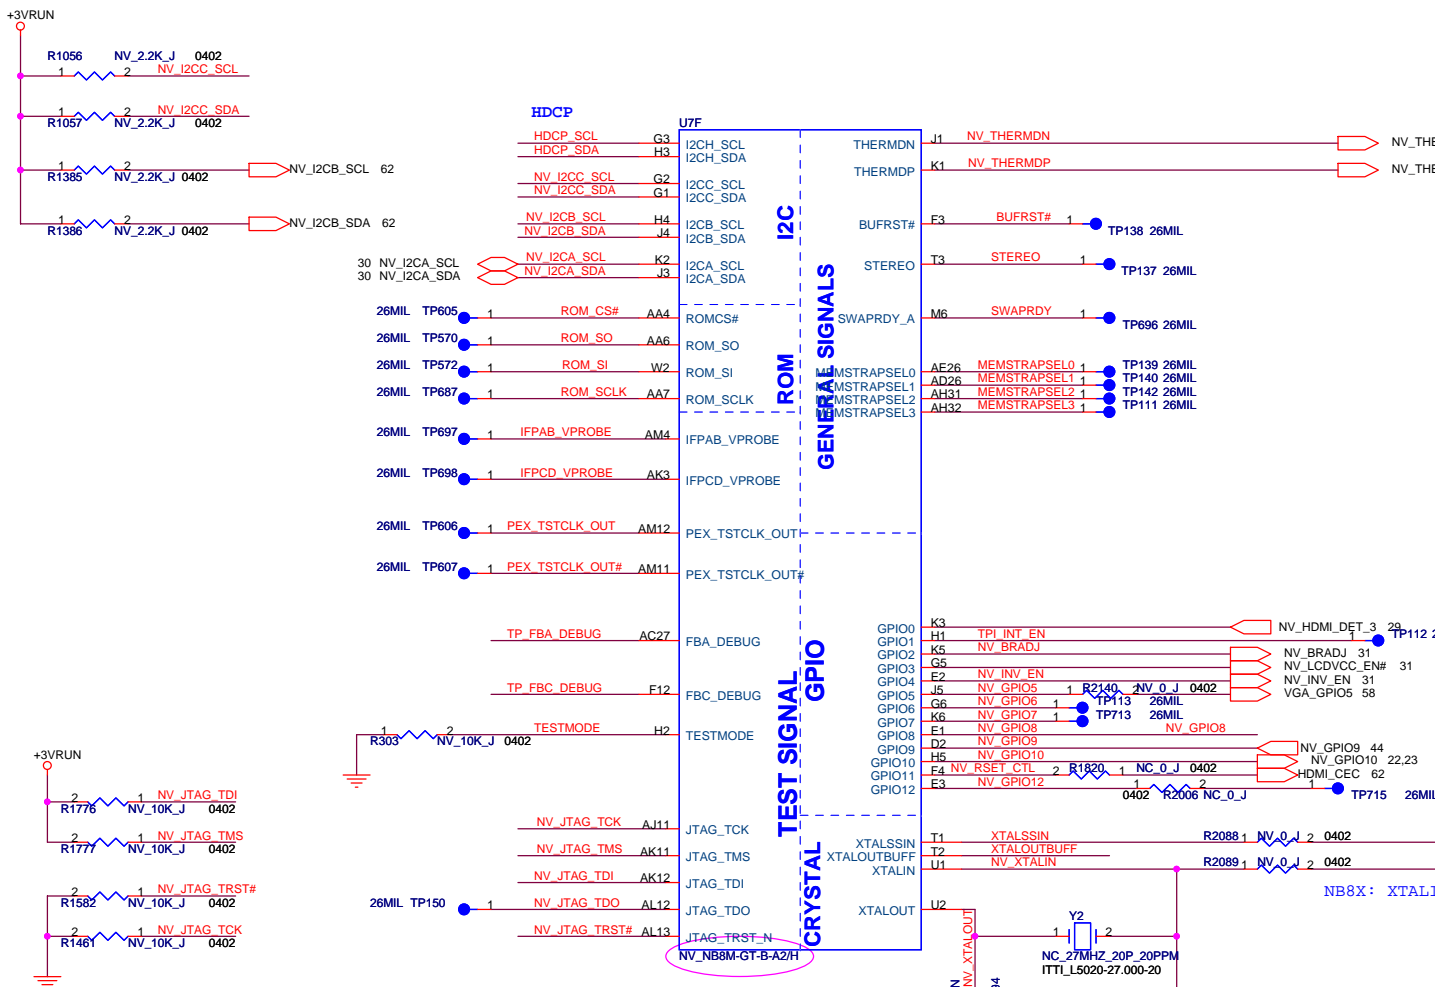 +3VRUN
R1056 NV_2.2K_J 0402
1 2 NV_I2CC_SCL
1 2 NV_I2CC_SDA
R1057 NV_2.2K_J 0402
1 2 NV_I2CB_SCL 62
R1385 NV_2.2K_J 0402
1 2 NV_I2CB_SDA 62
R1386 NV_2.2K_J 0402
HDCP
U7F
HDCP_SCL G3 I2CH_SCL
HDCP_SDA H3 I2CH_SDA
NV_I2CC_SCL G2 I2CC_SCL
NV_I2CC_SDA G1 I2CC_SDA
NV_I2CB_SCL H4 I2CB_SCL
NV_I2CB_SDA J4 I2CB_SDA
30 NV_I2CA_SCL NV_I2CA_SCL K2 I2CA_SCL
30 NV_I2CA_SDA NV_I2CA_SDA J3 I2CA_SDA
26MIL TP605 1 ROM_CS# AA4 ROMCS#
26MIL TP570 1 ROM_SO AA6 ROM_SO
26MIL TP572 1 ROM_SI W2 ROM_SI
26MIL TP687 1 ROM_SCLK AA7 ROM_SCLK
26MIL TP697 1 IFPAB_VPROBE AM4 IFPAB_VPROBE
26MIL TP698 1 IFPCD_VPROBE AK3 IFPCD_VPROBE
26MIL TP606 1 PEX_TSTCLK_OUT AM12 PEX_TSTCLK_OUT
26MIL TP607 1 PEX_TSTCLK_OUT# AM11 PEX_TSTCLK_OUT#
TP_FBA_DEBUG AC27 FBA_DEBUG
TP_FBC_DEBUG F12 FBC_DEBUG
1 2 TESTMODE H2 TESTMODE
R303 NV_10K_J 0402
NV_JTAG_TCK AJ11 JTAG_TCK
NV_JTAG_TMS AK11 JTAG_TMS
NV_JTAG_TDI AK12 JTAG_TDI
26MIL TP150 1 NV_JTAG_TDO AL12 JTAG_TDO
NV_JTAG_TRST# AL13 JTAG_TRST_N
NV_NB8M-GT-B-A2/H
I2C
ROM
GENERAL SIGNALS
GPIO
TEST SIGNAL
CRYSTAL
THERMDN J1 NV_THERMDN
THERMDP K1 NV_THERMDP
BUFRST# F3 BUFRST# 1 TP138 26MIL
STEREO T3 STEREO 1 TP137 26MIL
SWAPRDY_A M6 SWAPRDY 1 TP696 26MIL
MEMSTRAPSEL0 AE26 MEMSTRAPSEL0 1 TP139 26MIL
MEMSTRAPSEL1 AD26 MEMSTRAPSEL1 1 TP140 26MIL
MEMSTRAPSEL2 AH31 MEMSTRAPSEL2 1 TP142 26MIL
MEMSTRAPSEL3 AH32 MEMSTRAPSEL3 1 TP111 26MIL
GPIO0 K3 NV_HDMI_DET_3 29
GPIO1 H1 TPI_INT_EN 1 TP112
GPIO2 K5 NV_BRADJ NV_BRADJ 31
GPIO3 G5 NV_LCDVCC_EN# 31
GPIO4 E2 NV_INV_EN NV_INV_EN 31
GPIO5 J5 NV_GPIO5 1 R2140 2 NV_0_J 0402 VGA_GPIO5 58
GPIO6 G6 NV_GPIO6 1 TP113 26MIL
GPIO7 K6 NV_GPIO7 1 TP713 26MIL
GPIO8 E1 NV_GPIO8 NV_GPIO8
GPIO9 D2 NV_GPIO9 NV_GPIO9 44
GPIO10 H5 NV_GPIO10 NV_GPIO10 22,23
GPIO11 F4 NV_RSET_CTL 2 R1820 1 NC_0_J 0402 HDMI_CEC 62
GPIO12 E3 NV_GPIO12 1 2 1 TP715 26MIL
0402 R2006 NC_0_J
XTALSSIN T1 XTALSSIN R2088 1 NV_0_J 2 0402
XTALOUTBUFF T2 XTALOUTBUFF
XTALIN U1 NV_XTALIN R2089 1 NV_0_J 2 0402
XTALOUT U2
NV_XTALOUT
Y2
1 2
NC_27MHZ_20P_20PPM
ITTI_L5020-27.000-20
+3VRUN
2 1 NV_JTAG_TDI
R1776 NV_10K_J 0402
2 1 NV_JTAG_TMS
R1777 NV_10K_J 0402
2 1 NV_JTAG_TRST#
R1582 NV_10K_J 0402
2 1 NV_JTAG_TCK
R1461 NV_10K_J 0402
NB8X: